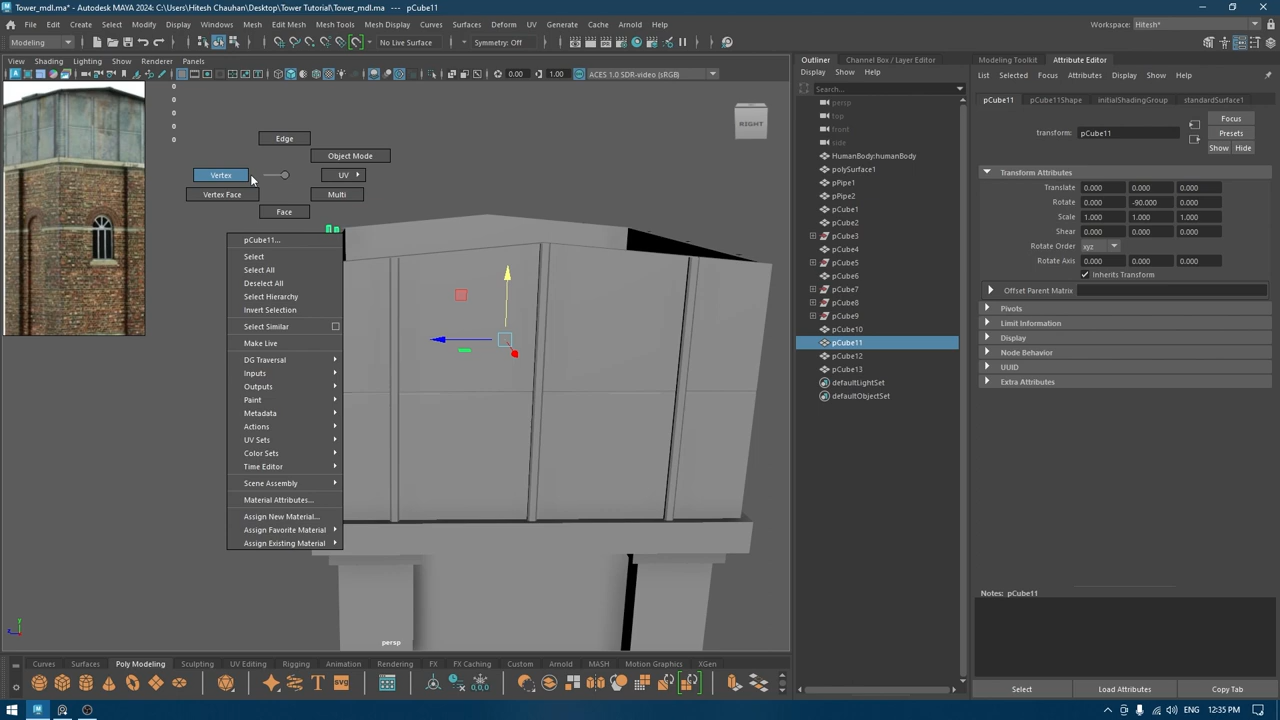 Tower_mdl.ma* - Autodesk MAYA 2024: C:\Users\Hitesh Chauhan\Desktop\Tower Tutorial\Tower_mdl.ma* --- pCube11
File Edit Create Select Modify Display Windows Mesh Edit Mesh Mesh Tools Mesh Display Curves Surfaces Deform UV Generate Cache Arnold Help
Workspace: Hitesh*
Modeling
No Live Surface
Symmetry: Off
View Shading Lighting Show Renderer Panels
0.00
1.00
ACES 1.0 SDR-video (sRGB)
0
0
0
0
0
RIGHT
Edge
Object Mode
Vertex
UV
Vertex Face
Multi
Face
pCube11...
Select
Select All
Deselect All
Select Hierarchy
Invert Selection
Select Similar
Make Live
DG Traversal
Inputs
Outputs
Paint
Metadata
Actions
UV Sets
Color Sets
Time Editor
Scene Assembly
Material Attributes...
Assign New Material...
Assign Favorite Material
Assign Existing Material
persp
Outliner
Channel Box / Layer Editor
Display Show Help
Search...
persp
top
front
side
HumanBody:humanBody
polySurface1
pPipe1
pPipe2
pCube1
pCube2
pCube3
pCube4
pCube5
pCube6
pCube7
pCube8
pCube9
pCube10
pCube11
pCube12
pCube13
defaultLightSet
defaultObjectSet
Modeling Toolkit
Attribute Editor
List Selected Focus Attributes Display Show Help
pCube11 pCube11Shape initialShadingGroup standardSurface1
Focus
transform: pCube11
Presets
Show Hide
Transform Attributes
Translate 0.000 0.000 0.000
Rotate 0.000 -90.000 0.000
Scale 1.000 1.000 1.000
Shear 0.000 0.000 0.000
Rotate Order xyz
Rotate Axis 0.000 0.000 0.000
Inherits Transform
Offset Parent Matrix
Pivots
Limit Information
Display
Node Behavior
UUID
Extra Attributes
Notes: pCube11
Select
Load Attributes
Copy Tab
Curves Surfaces Poly Modeling Sculpting UV Editing Rigging Animation Rendering FX FX Caching Custom Arnold MASH Motion Graphics XGen
SVG
ENG
12:35 PM